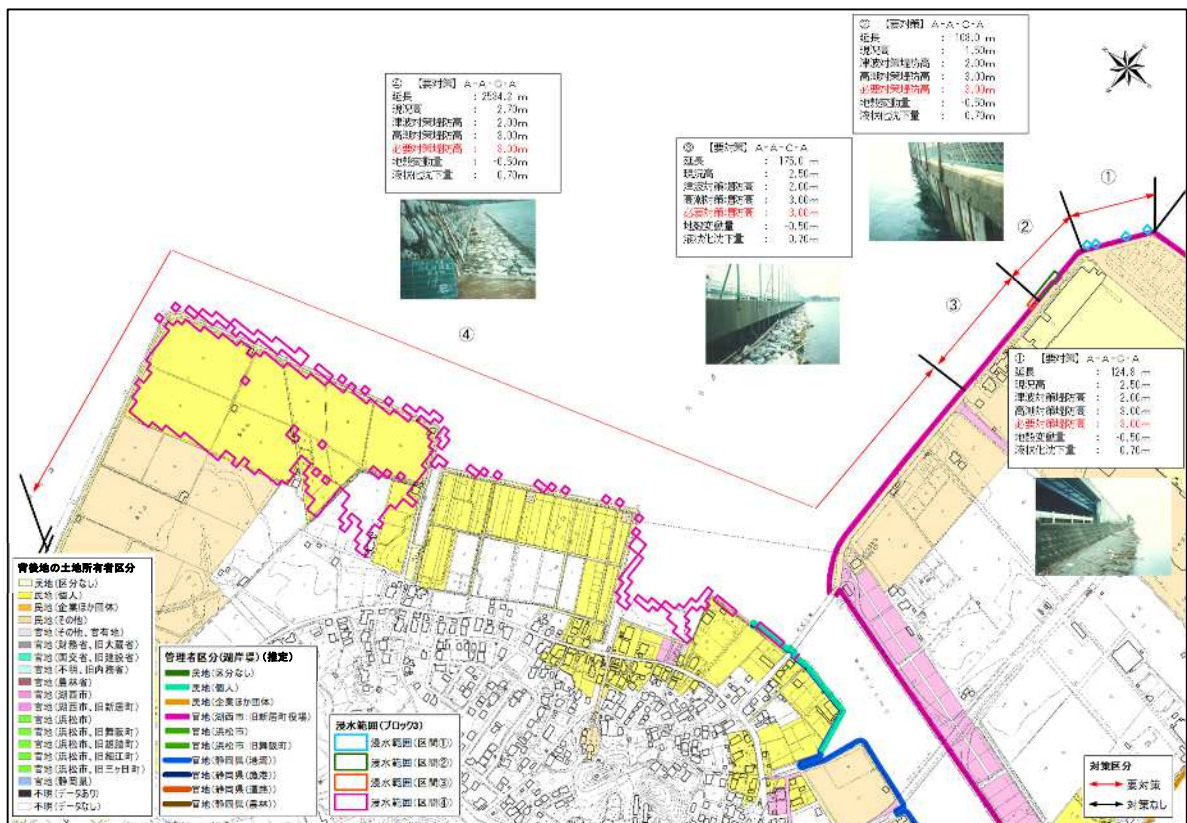 ④ 【要対策】 A-A-C-A
延長 : 2534.2 m
現況高 : 2.70m
津波対策堤防高 : 2.00m
高潮対策堤防高 : 3.00m
必要対策堤防高 : 3.00m
地殻変動量 : -0.50m
液状化沈下量 : 0.70m
③ 【要対策】 A-A-C-A
延長 : 175.0 m
現況高 : 2.50m
津波対策堤防高 : 2.00m
高潮対策堤防高 : 3.00m
必要対策堤防高 : 3.00m
地殻変動量 : -0.50m
液状化沈下量 : 0.70m
② 【要対策】 A-A-C-A
延長 : 108.0 m
現況高 : 1.50m
津波対策堤防高 : 2.00m
高潮対策堤防高 : 3.00m
必要対策堤防高 : 3.00m
地殻変動量 : -0.50m
液状化沈下量 : 0.70m
①
②
③
④
① 【要対策】 A-A-C-A
延長 : 124.8 m
現況高 : 2.50m
津波対策堤防高 : 2.00m
高潮対策堤防高 : 3.00m
必要対策堤防高 : 3.00m
地殻変動量 : -0.50m
液状化沈下量 : 0.70m
背後地の土地所有者区分
民地(区分なし)
民地(個人)
民地(企業ほか団体)
民地(その他)
官地(その他、官有地)
官地(財務省、旧大蔵省)
官地(国交省、旧建設省)
官地(不明、旧内務省)
官地(農林省)
官地(湖西市)
官地(湖西市、旧新居町)
官地(浜松市)
官地(浜松市、旧舞阪町)
官地(浜松市、旧雄踏町)
官地(浜松市、旧細江町)
官地(浜松市、旧三ヶ日町)
官地(静岡県)
不明(データあり)
不明(データなし)
管理者区分(湖岸堤)(推定)
民地(区分なし)
民地(個人)
民地(企業ほか団体)
官地(湖西市:旧新居町役場)
官地(浜松市)
官地(浜松市:旧舞阪町)
官地(静岡県(港湾))
官地(静岡県(漁港))
官地(静岡県(道路))
官地(静岡県(農林))
浸水範囲(ブロック3)
浸水範囲(区間①)
浸水範囲(区間②)
浸水範囲(区間③)
浸水範囲(区間④)
対策区分
要対策
対策なし